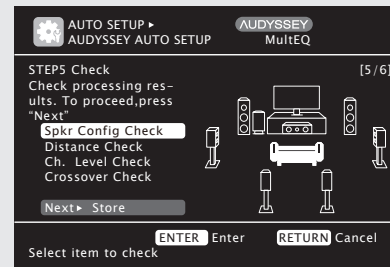 AUTO SETUP ▸
AUDYSSEY AUTO SETUP
AUDYSSEY
MultEQ
STEP5 Check
[5/6]
Check processing res-
ults. To proceed,press
“Next”
Spkr Config Check
Distance Check
Ch. Level Check
Crossover Check
Next▸ Store
ENTER Enter
RETURN Cancel
Select item to check